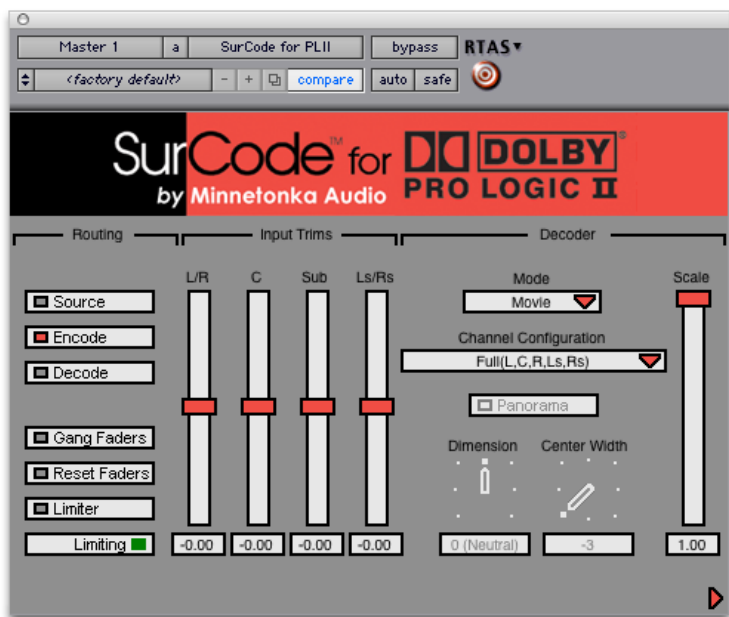 Master 1 a SurCode for PLII bypass RTAS
<factory default> - + compare auto safe
SurCode™ for DOLBY®
by Minnetonka Audio PRO LOGIC II
Routing Input Trims Decoder
L/R C Sub Ls/Rs Mode Scale
Source Movie
Encode Channel Configuration
Decode Full(L,C,R,Ls,Rs)
Panorama
Gang Faders Dimension Center Width
Reset Faders
Limiter
Limiting -0.00 -0.00 -0.00 -0.00 0 (Neutral) -3 1.00